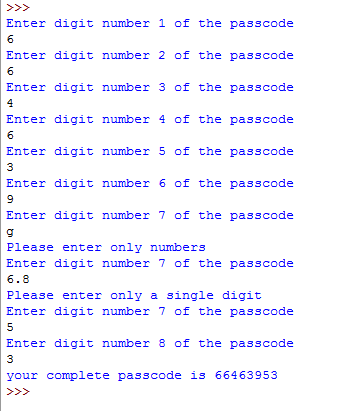 >>>
Enter digit number 1 of the passcode
6
Enter digit number 2 of the passcode
6
Enter digit number 3 of the passcode
4
Enter digit number 4 of the passcode
6
Enter digit number 5 of the passcode
3
Enter digit number 6 of the passcode
9
Enter digit number 7 of the passcode
g
Please enter only numbers
Enter digit number 7 of the passcode
6.8
Please enter only a single digit
Enter digit number 7 of the passcode
5
Enter digit number 8 of the passcode
3
your complete passcode is 66463953
>>>